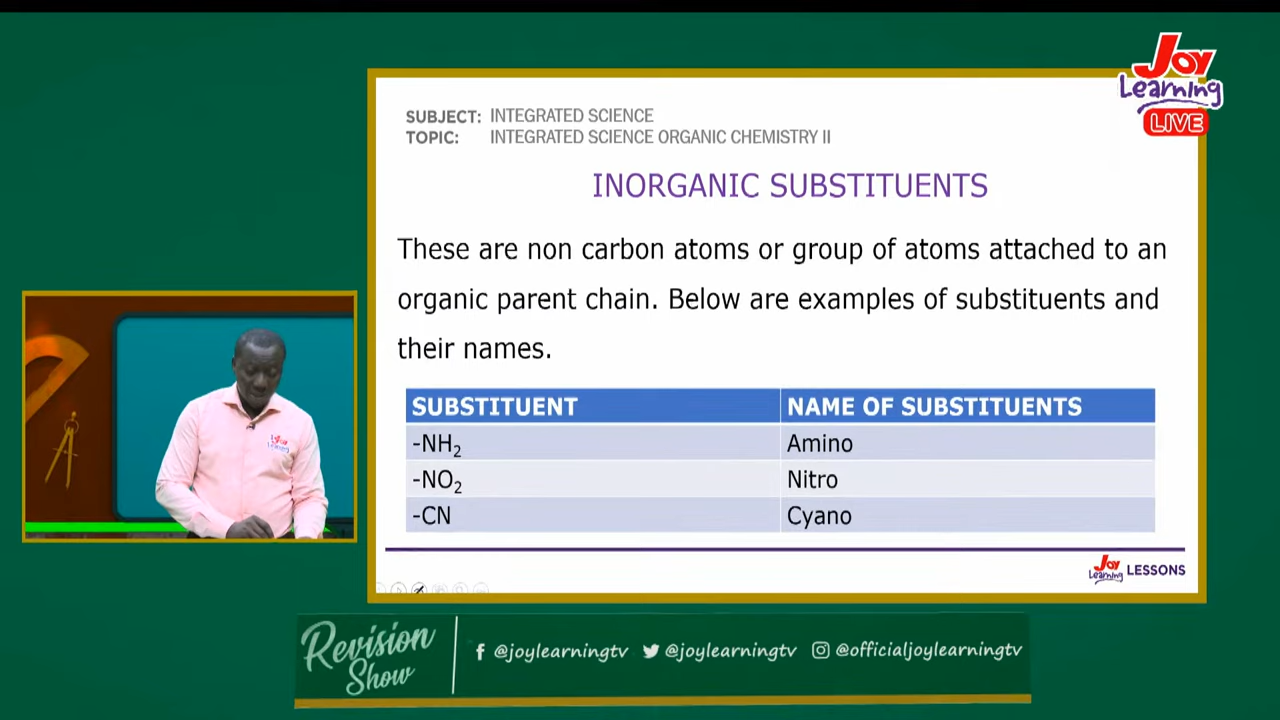 Joy
Learning
LIVE
SUBJECT: INTEGRATED SCIENCE
TOPIC: INTEGRATED SCIENCE ORGANIC CHEMISTRY II
INORGANIC SUBSTITUENTS
These are non carbon atoms or group of atoms attached to an
organic parent chain. Below are examples of substituents and
their names.
SUBSTITUENT NAME OF SUBSTITUENTS
-NH₂ Amino
-NO₂ Nitro
-CN Cyano
Joy
Learning LESSONS
Joy
Learning
Revision
Show
@joylearningtv @joylearningtv @officialjoylearningtv